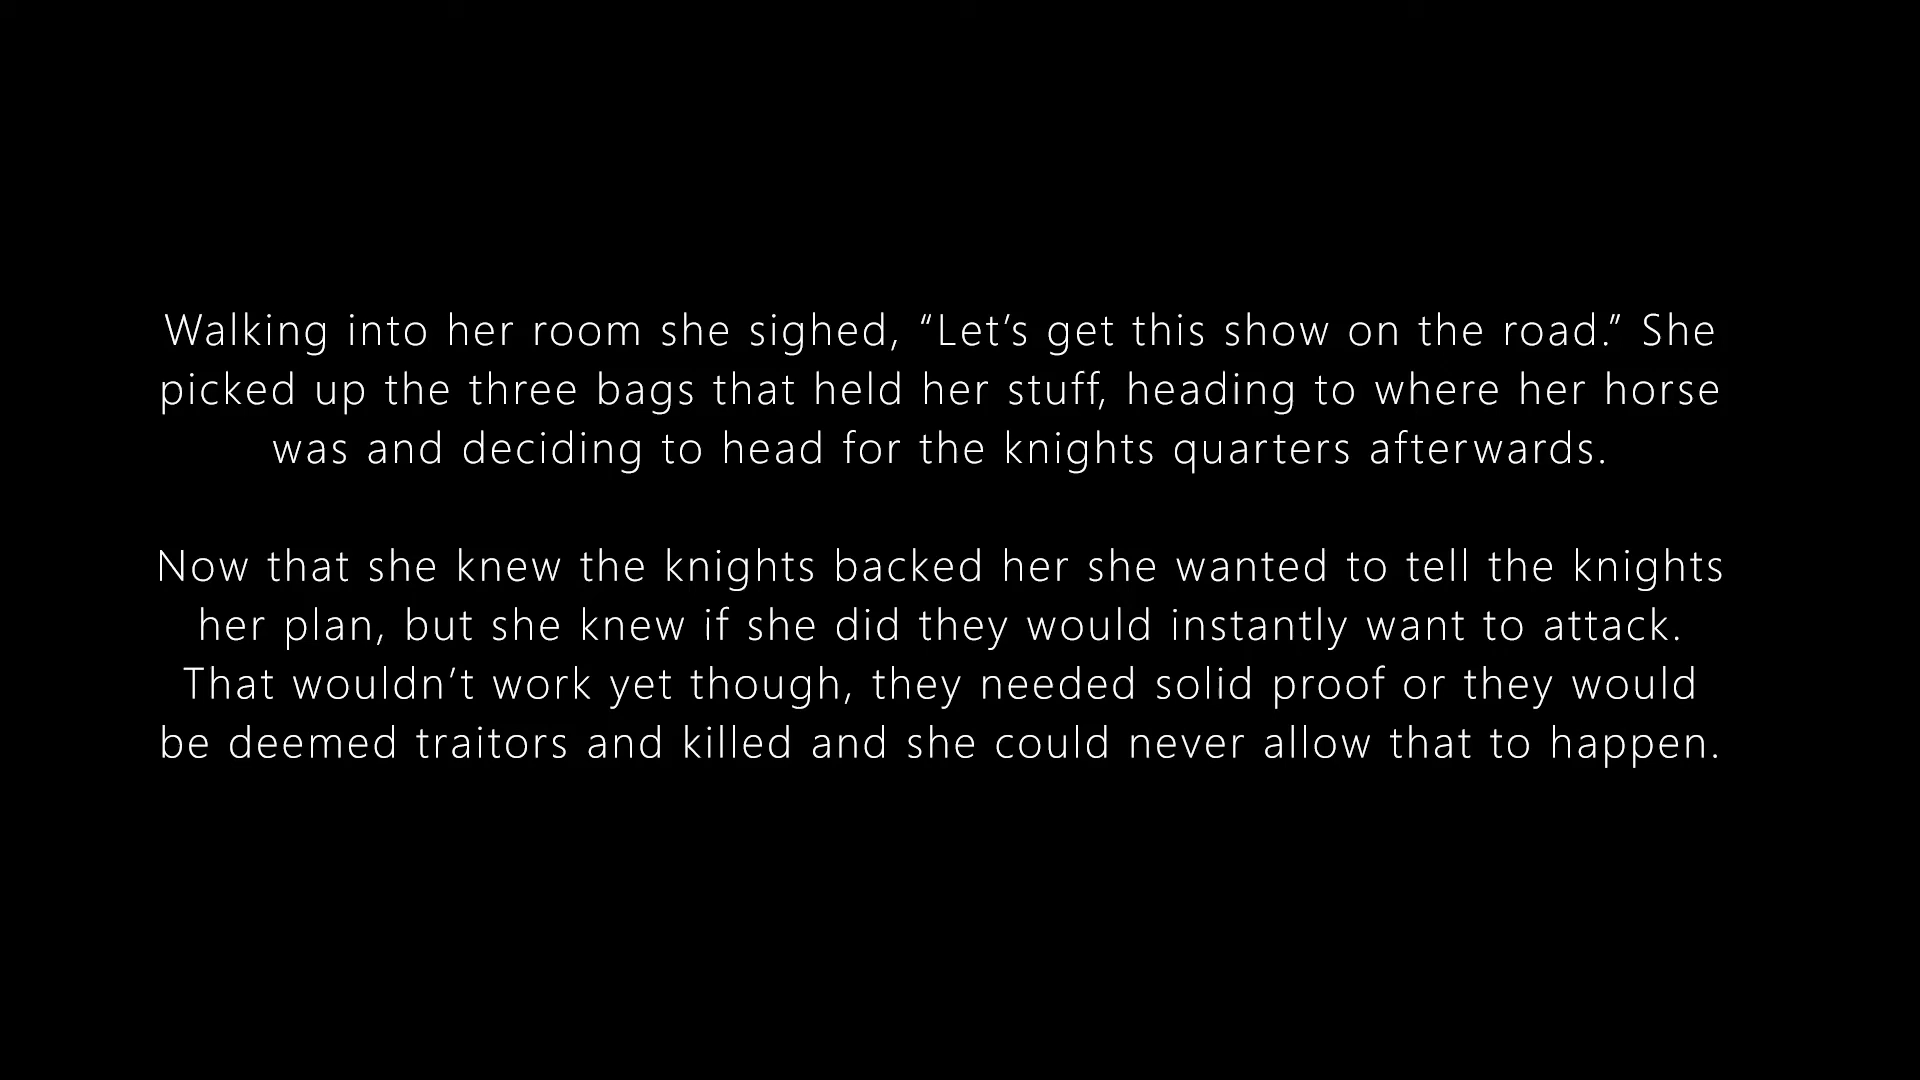 Walking into her room she sighed, “Let’s get this show on the road.” She
picked up the three bags that held her stuff, heading to where her horse
was and deciding to head for the knights quarters afterwards.
Now that she knew the knights backed her she wanted to tell the knights
her plan, but she knew if she did they would instantly want to attack.
That wouldn’t work yet though, they needed solid proof or they would
be deemed traitors and killed and she could never allow that to happen.